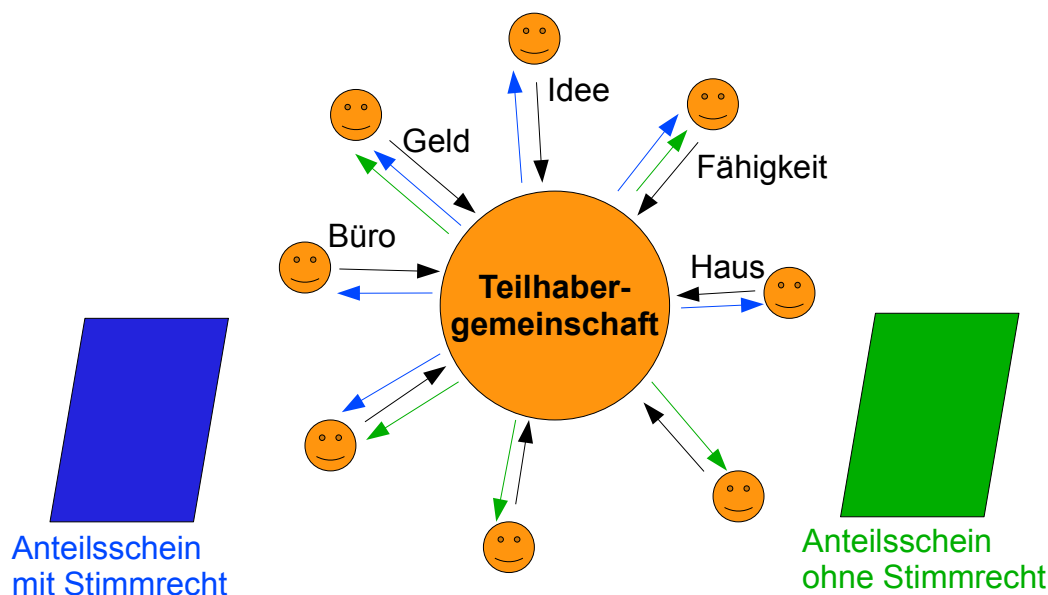 Idee
Geld
Fähigkeit
Büro
Haus
Teilhaber-
gemeinschaft
Anteilsschein
mit Stimmrecht
Anteilsschein
ohne Stimmrecht